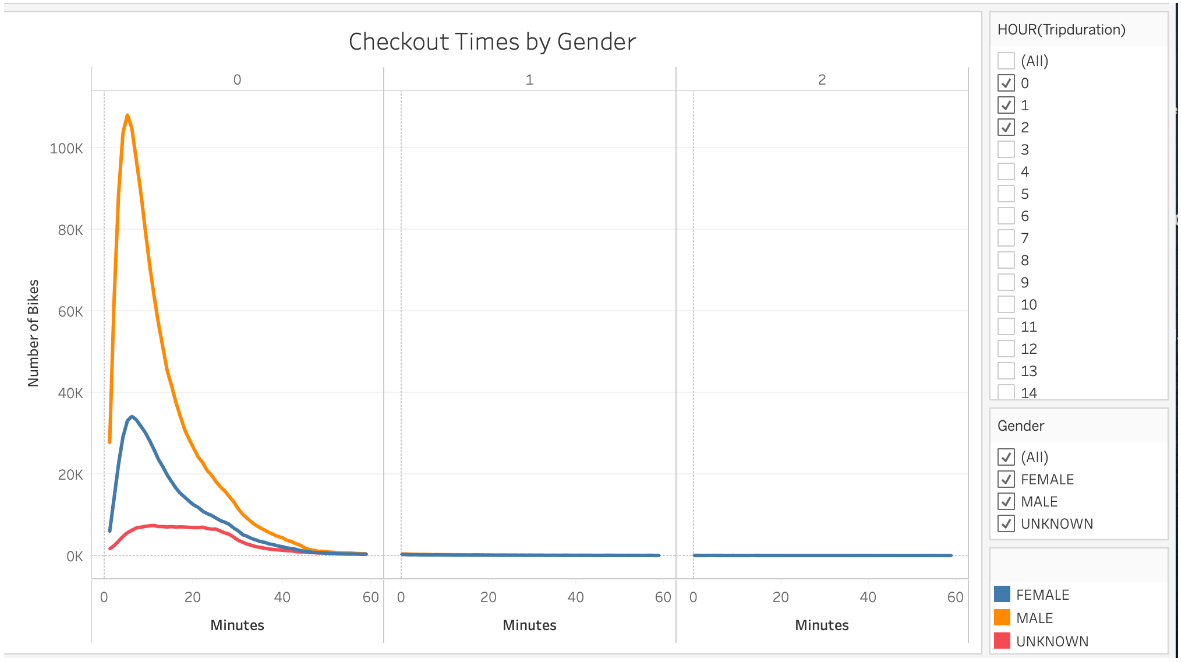 Checkout Times by Gender
0 1 2
100K
80K
60K
40K
20K
0K
Number of Bikes
0 20 40 60 0 20 40 60 0 20 40 60
Minutes Minutes Minutes
HOUR(Tripduration)
(All)
0
1
2
3
4
5
6
7
8
9
10
11
12
13
14
Gender
(All)
FEMALE
MALE
UNKNOWN
FEMALE
MALE
UNKNOWN